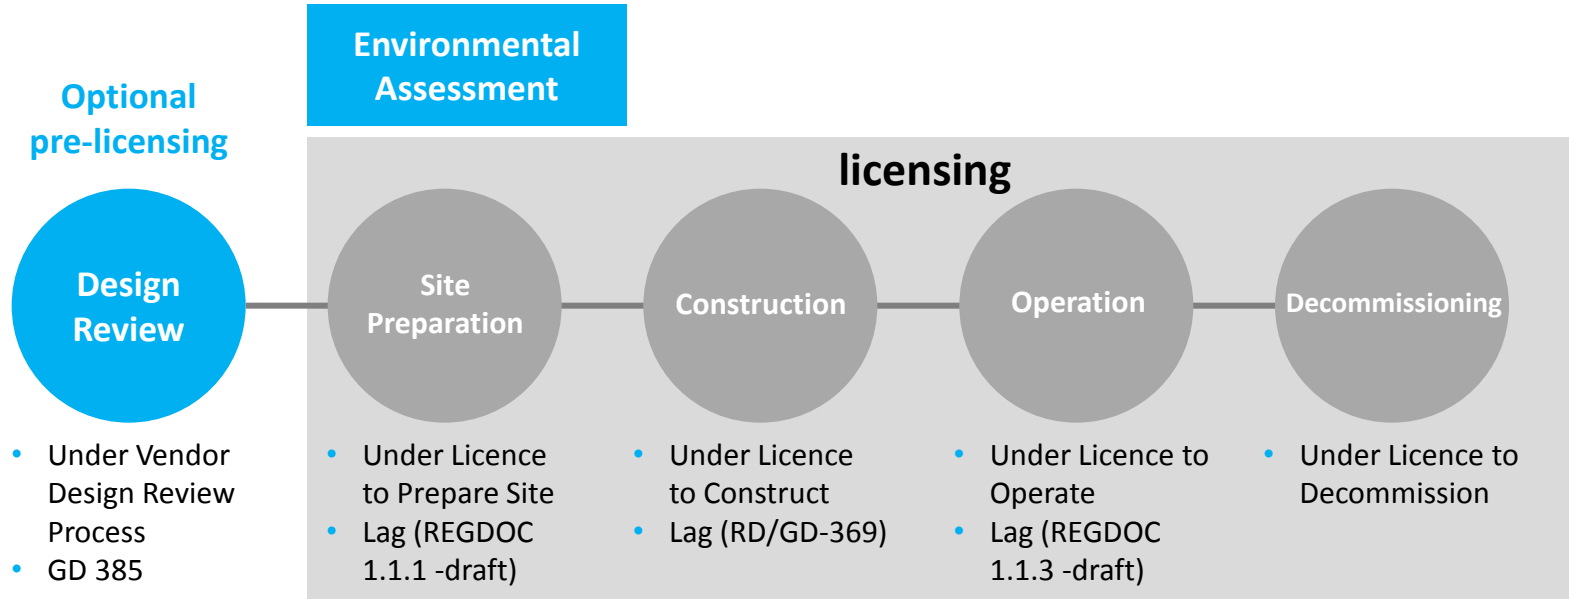 Environmental
Assessment
Optional
pre-licensing
licensing
Design
Review
Site
Preparation
Construction
Operation
Decommissioning
• Under Vendor
Design Review
Process
• GD 385
• Under Licence
to Prepare Site
• Lag (REGDOC
1.1.1 -draft)
• Under Licence
to Construct
• Lag (RD/GD-369)
• Under Licence to
Operate
• Lag (REGDOC
1.1.3 -draft)
• Under Licence to
Decommission